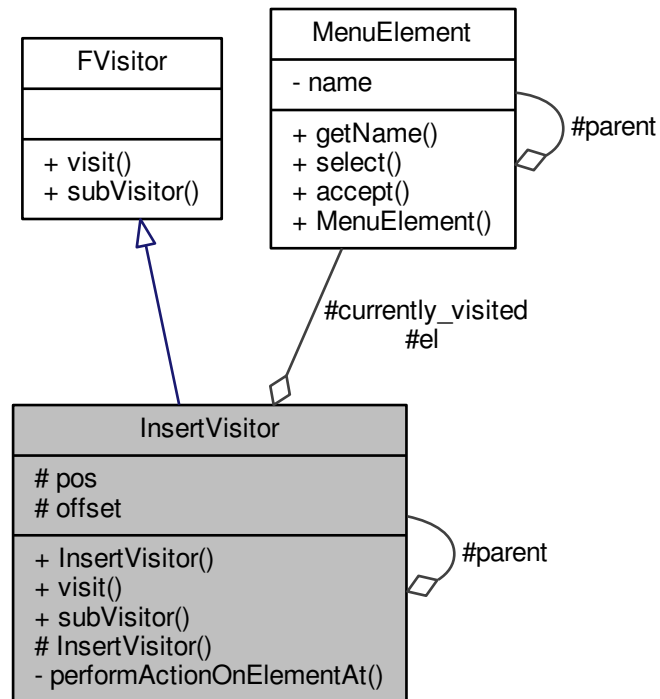 FVisitor
+ visit()
+ subVisitor()
MenuElement
- name
+ getName()
+ select()
+ accept()
+ MenuElement()
#parent
#currently_visited
#el
InsertVisitor
# pos
# offset
+ InsertVisitor()
+ visit()
+ subVisitor()
# InsertVisitor()
- performActionOnElementAt()
#parent